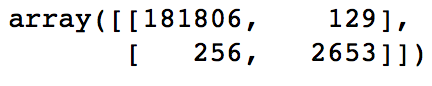 array([[181806,    129],
       [   256,   2653]])